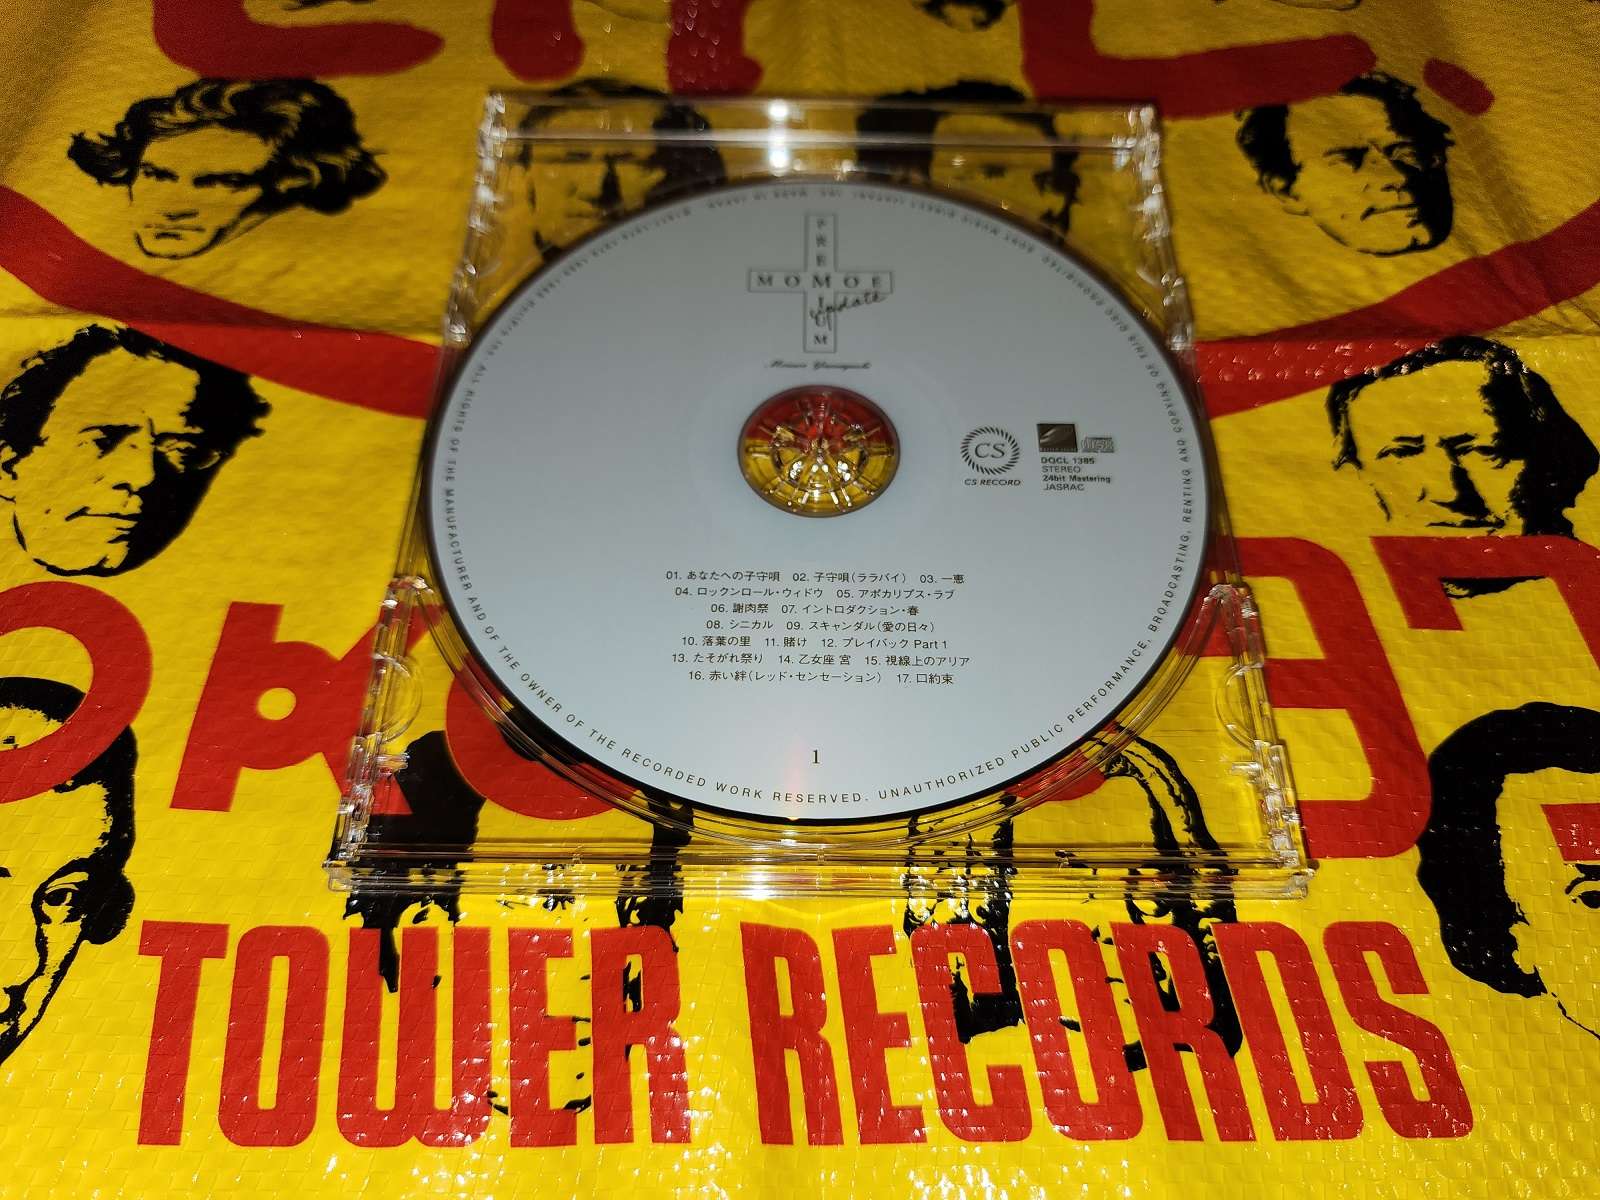 PREMIUM
MOMOE
Update
Momoe Yamaguchi
CS
CS RECORD
DQCL 1385
STEREO
24bit Mastering
JASRAC
01. あなたへの子守唄 02. 子守唄(ララバイ) 03. 一恵
04. ロックンロール・ウィドウ 05. アポカリプス・ラブ
06. 謝肉祭 07. イントロダクション・春
08. シニカル 09. スキャンダル(愛の日々)
10. 落葉の里 11. 賭け 12. プレイバック Part 1
13. たそがれ祭り 14. 乙女座 宮 15. 視線上のアリア
16. 赤い絆(レッド・センセーション) 17. 口約束
1
ALL RIGHTS OF THE MANUFACTURER AND OF THE OWNER OF THE RECORDED WORK RESERVED. UNAUTHORIZED PUBLIC PERFORMANCE, BROADCASTING, RENTING AND COPYING OF THIS DISC PROHIBITED.
TOWER RECORDS